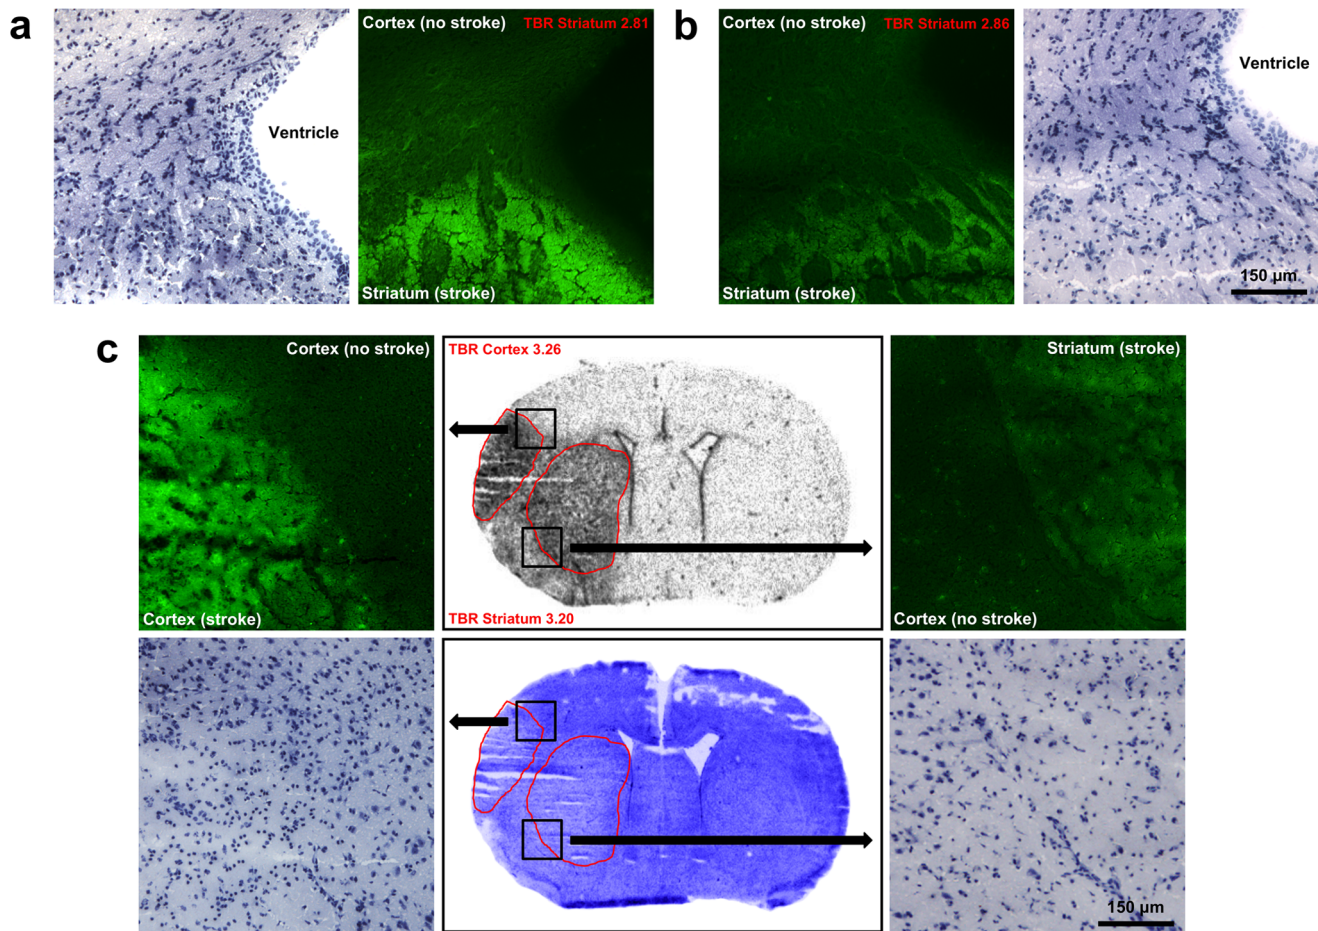 a
Ventricle
Cortex (no stroke)
TBR Striatum 2.81
Striatum (stroke)
b
Cortex (no stroke)
TBR Striatum 2.86
Striatum (stroke)
Ventricle
150 µm
c
Cortex (no stroke)
Cortex (stroke)
TBR Cortex 3.26
TBR Striatum 3.20
Striatum (stroke)
Cortex (no stroke)
150 µm